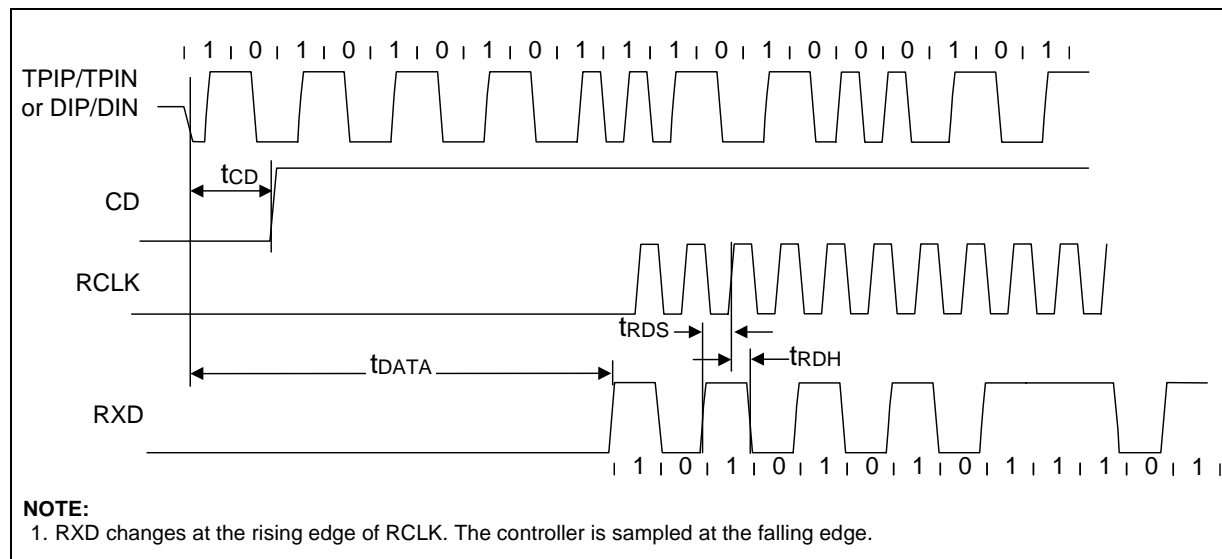 1 0 1 0 1 0 1 0 1 1 1 0 1 0 0 0 1 0 1
TPIP/TPIN
or DIP/DIN
tCD
CD
RCLK
tRDS
tRDH
tDATA
RXD
1 0 1 0 1 0 1 0 1 1 1 0 1
NOTE:
1. RXD changes at the rising edge of RCLK. The controller is sampled at the falling edge.